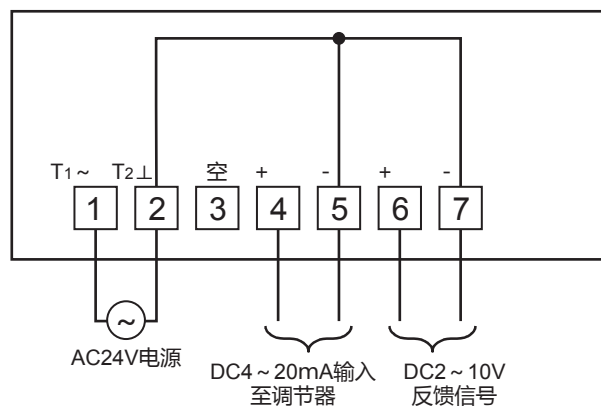 T1~ T2⊥ 空 + - + -
1 2 3 4 5 6 7
~
AC24V电源
DC4~20mA输入
至调节器
DC2~10V
反馈信号